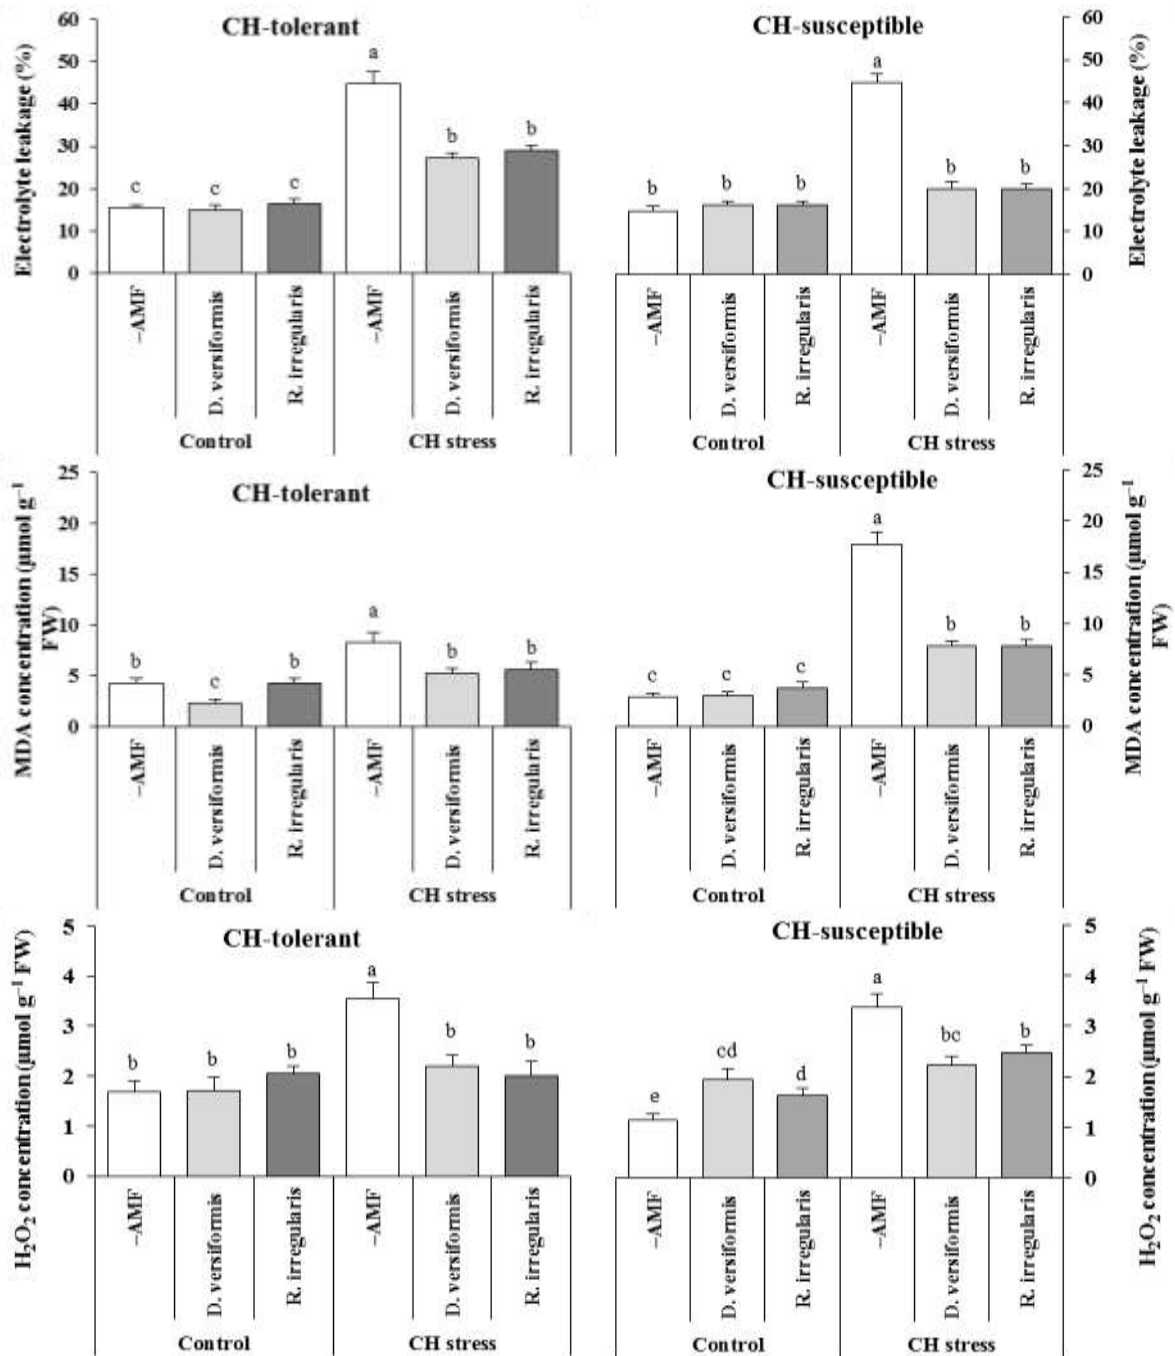 CH-tolerant
Electrolyte leakage (%)
60
50
40
30
20
10
0
c
c
c
a
b
b
–AMF
D. versiformis
R. irregularis
–AMF
D. versiformis
R. irregularis
Control
CH stress
CH-susceptible
Electrolyte leakage (%)
60
50
40
30
20
10
0
b
b
b
a
b
b
–AMF
D. versiformis
R. irregularis
–AMF
D. versiformis
R. irregularis
Control
CH stress
CH-tolerant
MDA concentration (µmol g⁻¹
FW)
25
20
15
10
5
0
b
c
b
a
b
b
–AMF
D. versiformis
R. irregularis
–AMF
D. versiformis
R. irregularis
Control
CH stress
CH-susceptible
MDA concentration (µmol g⁻¹
FW)
25
20
15
10
5
0
c
c
c
a
b
b
–AMF
D. versiformis
R. irregularis
–AMF
D. versiformis
R. irregularis
Control
CH stress
CH-tolerant
H₂O₂ concentration (µmol g⁻¹ FW)
5
4
3
2
1
0
b
b
b
a
b
b
–AMF
D. versiformis
R. irregularis
–AMF
D. versiformis
R. irregularis
Control
CH stress
CH-susceptible
H₂O₂ concentration (µmol g⁻¹ FW)
5
4
3
2
1
0
e
cd
d
a
bc
b
–AMF
D. versiformis
R. irregularis
–AMF
D. versiformis
R. irregularis
Control
CH stress